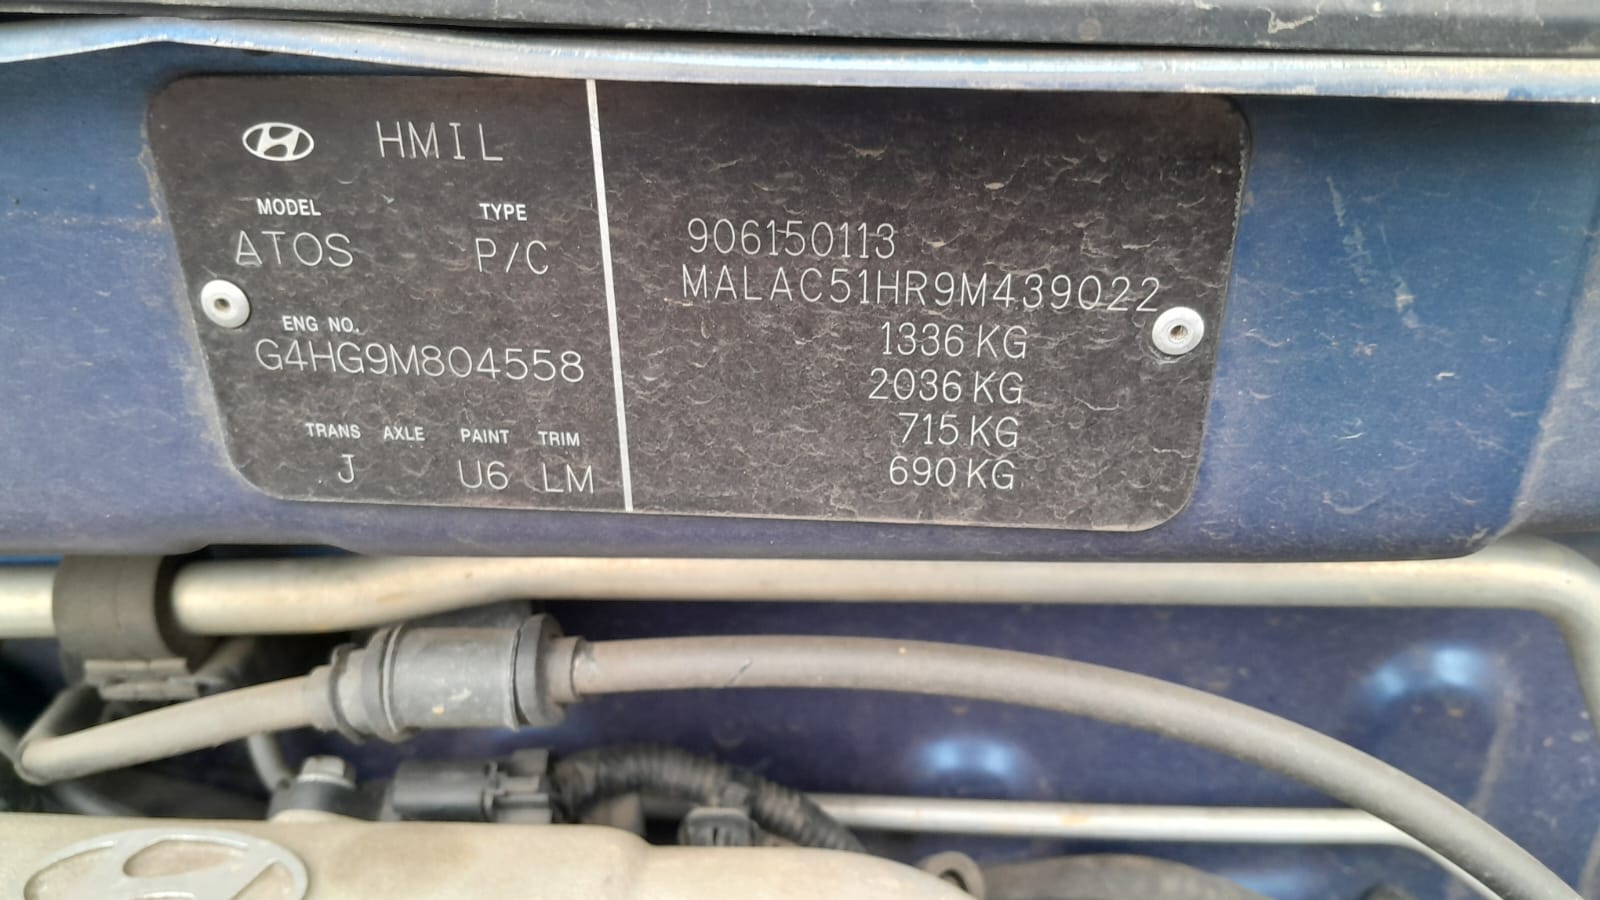 HMIL
MODEL TYPE
ATOS P/C
ENG NO.
G4HG9M804558
TRANS AXLE PAINT TRIM
J U6 LM
906150113
MALAC51HR9M439022
1336 KG
2036 KG
715 KG
690 KG